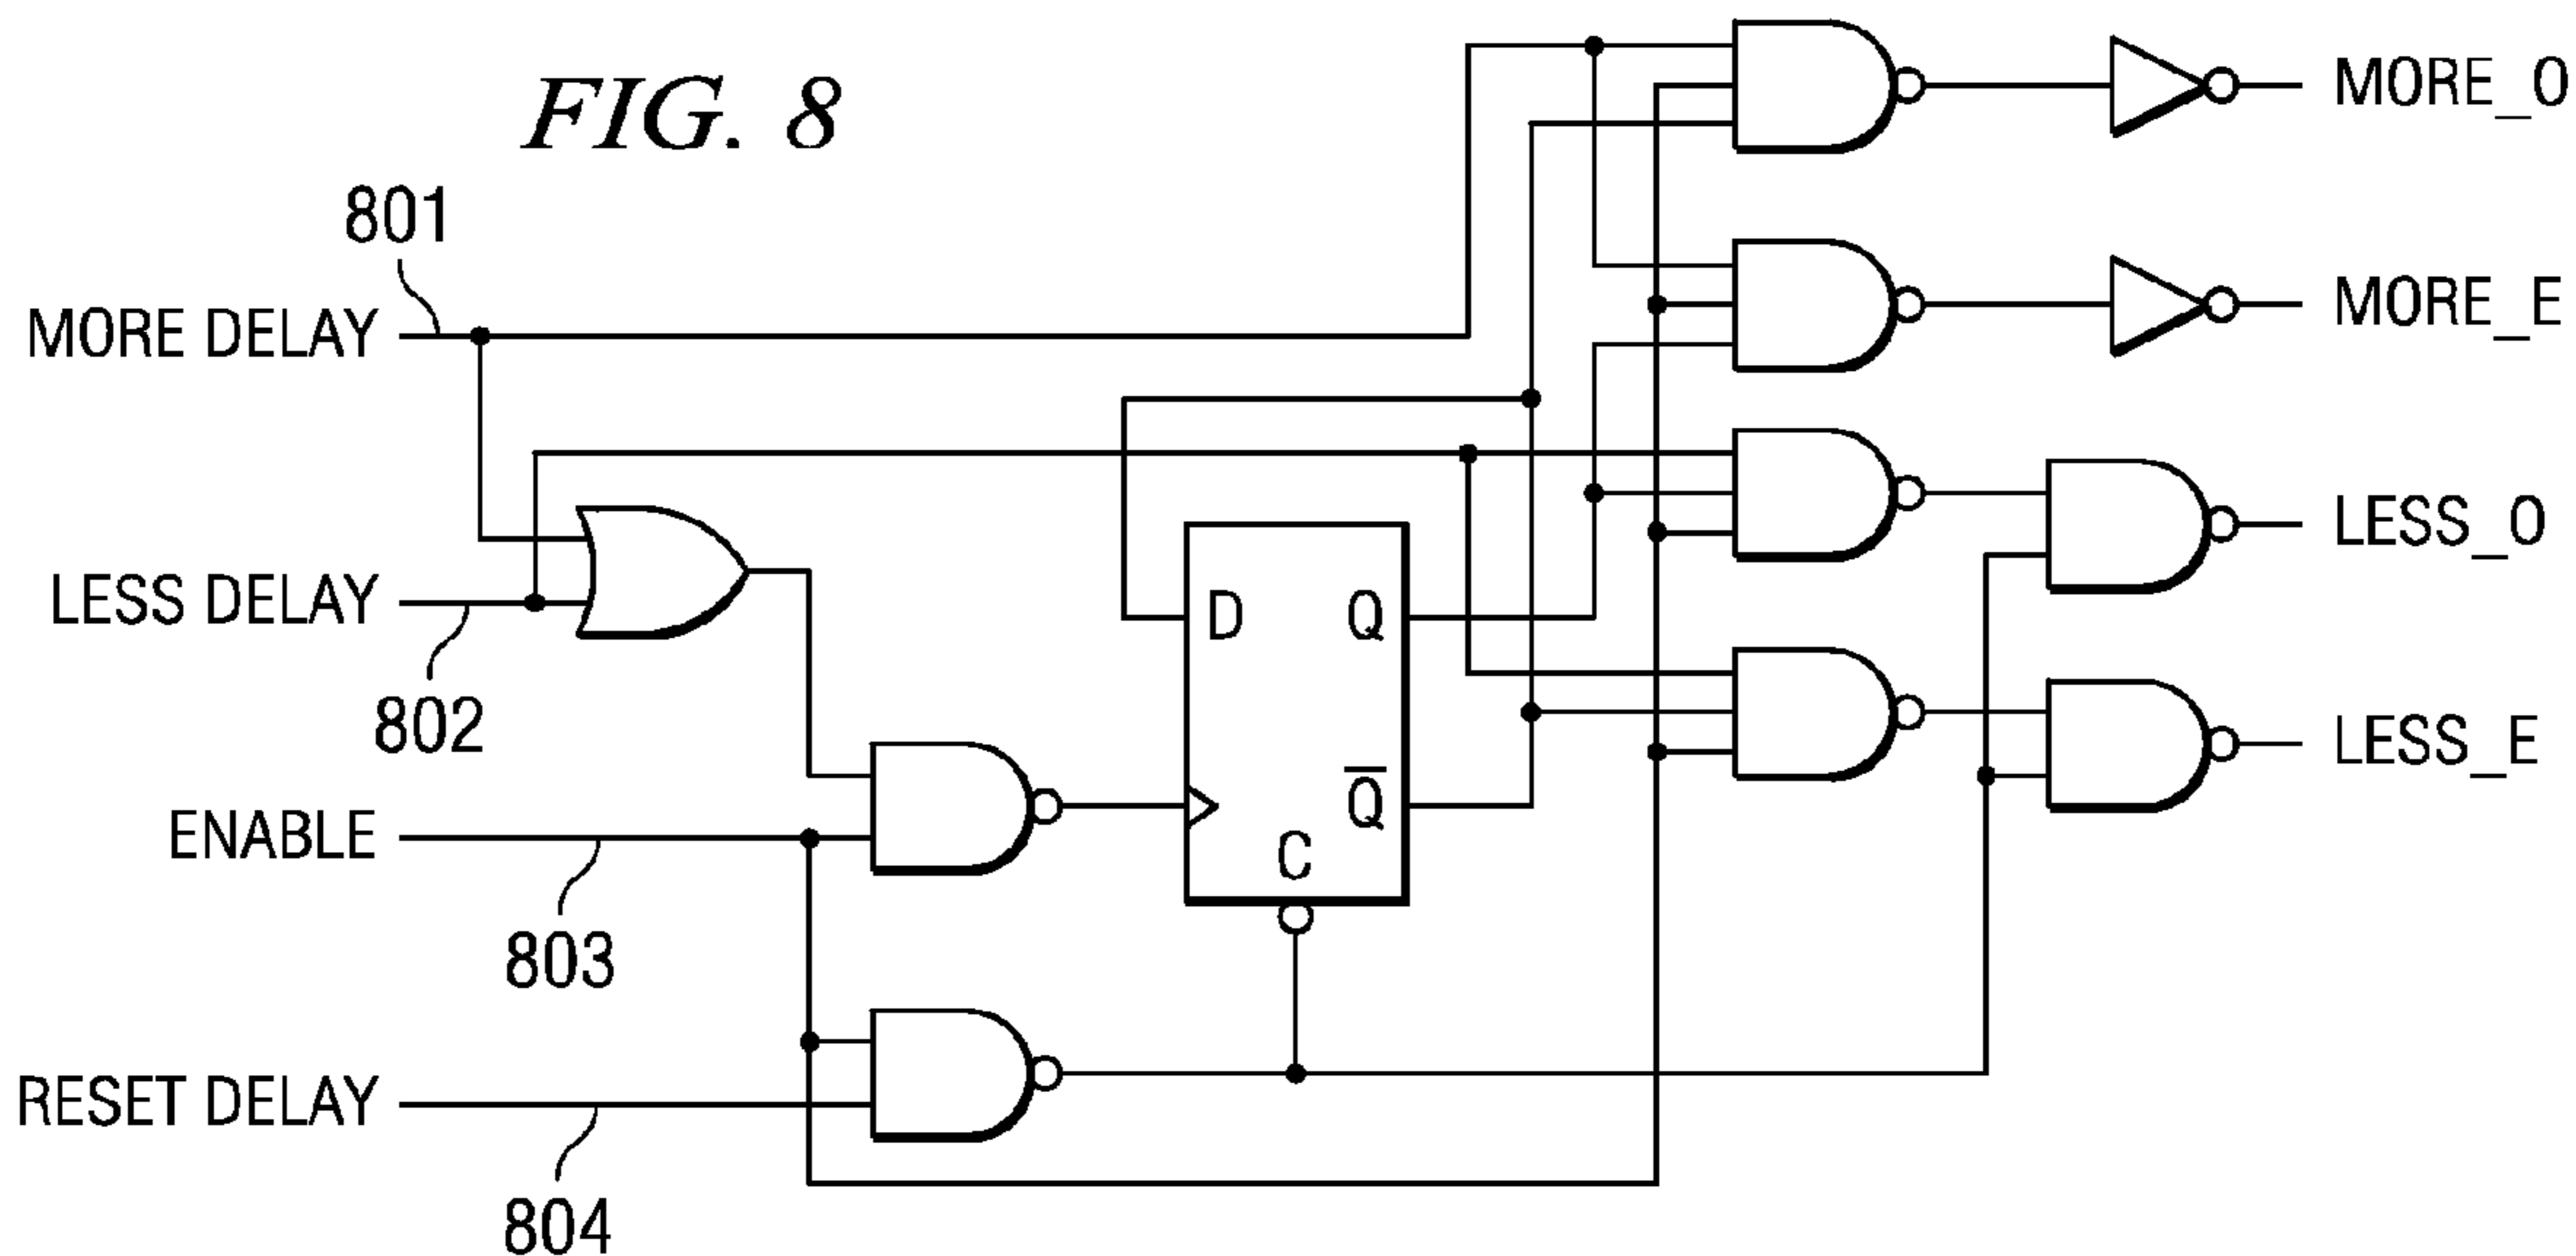 FIG. 8
801
MORE DELAY
LESS DELAY
802
ENABLE
803
RESET DELAY
804
D
Q
Q̅
C
MORE_O
MORE_E
LESS_O
LESS_E